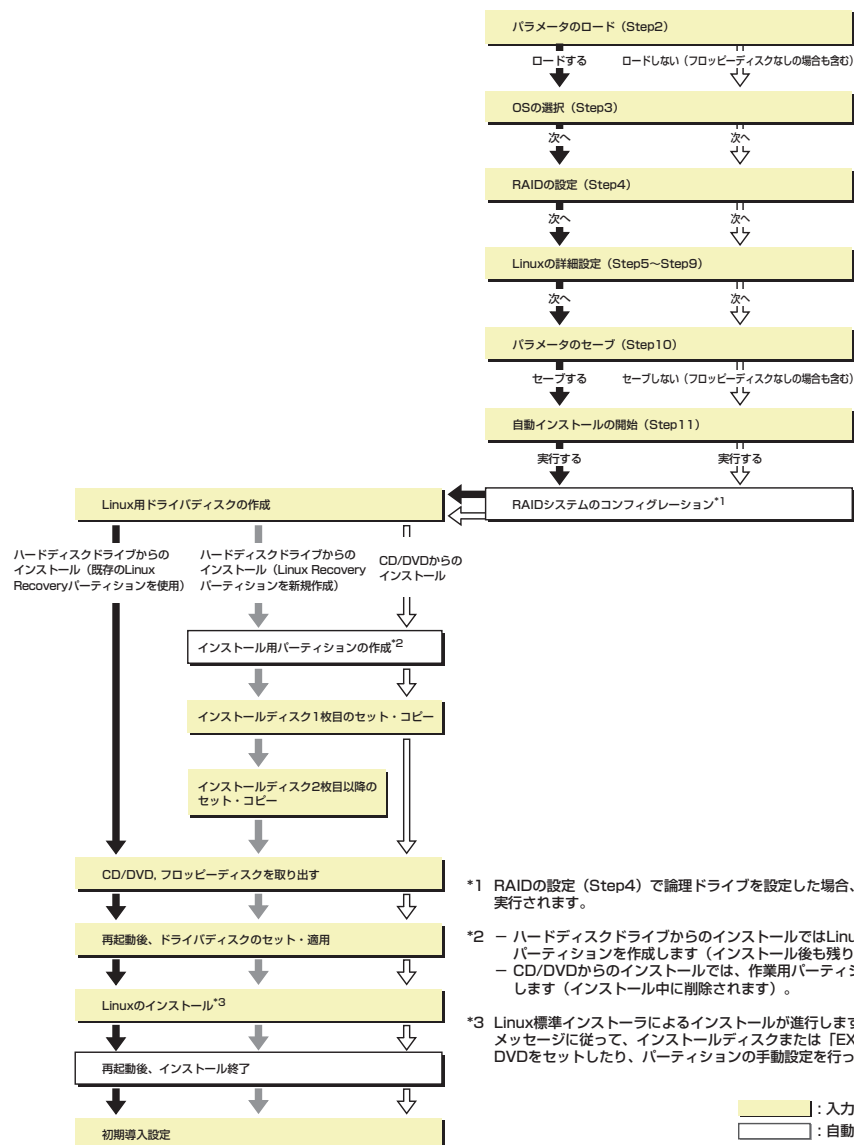 パラメータのロード（Step2）
ロードする
ロードしない（フロッピーディスクなしの場合も含む）
OSの選択（Step3）
次へ
次へ
RAIDの設定（Step4）
次へ
次へ
Linuxの詳細設定（Step5～Step9）
次へ
次へ
パラメータのセーブ（Step10）
セーブする
セーブしない（フロッピーディスクなしの場合も含む）
自動インストールの開始（Step11）
実行する
実行する
RAIDシステムのコンフィグレーション*1
Linux用ドライバディスクの作成
ハードディスクドライブからの
インストール（既存のLinux
Recoveryパーティションを使用）
ハードディスクドライブからの
インストール（Linux Recovery
パーティションを新規作成）
CD/DVDからの
インストール
インストール用パーティションの作成*2
インストールディスク1枚目のセット・コピー
インストールディスク2枚目以降の
セット・コピー
CD/DVD, フロッピーディスクを取り出す
再起動後、ドライバディスクのセット・適用
Linuxのインストール*3
再起動後、インストール終了
初期導入設定
*1 RAIDの設定（Step4）で論理ドライブを設定した場合、
実行されます。
*2 － ハードディスクドライブからのインストールではLinu
パーティションを作成します（インストール後も残り
－ CD/DVDからのインストールでは、作業用パーティシ
します（インストール中に削除されます）。
*3 Linux標準インストーラによるインストールが進行します
メッセージに従って、インストールディスクまたは「EX
DVDをセットしたり、パーティションの手動設定を行っ
：入力
：自動